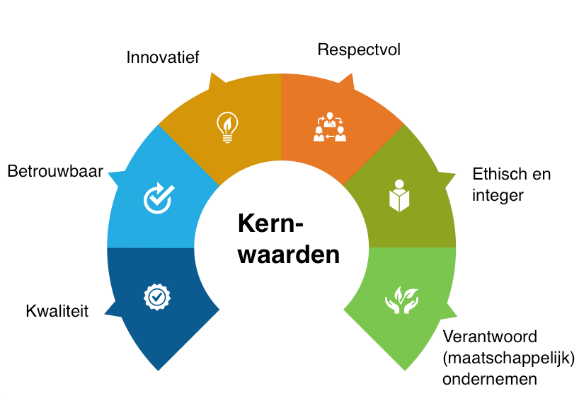 Innovatief
Respectvol
Betrouwbaar
Ethisch en
integer
Kern-
waarden
Kwaliteit
Verantwoord
(maatschappelijk)
ondernemen